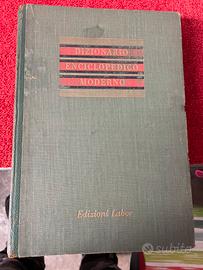 DIZIONARIO
ENCICLOPEDICO
MODERNO
Edizioni Labor
subito